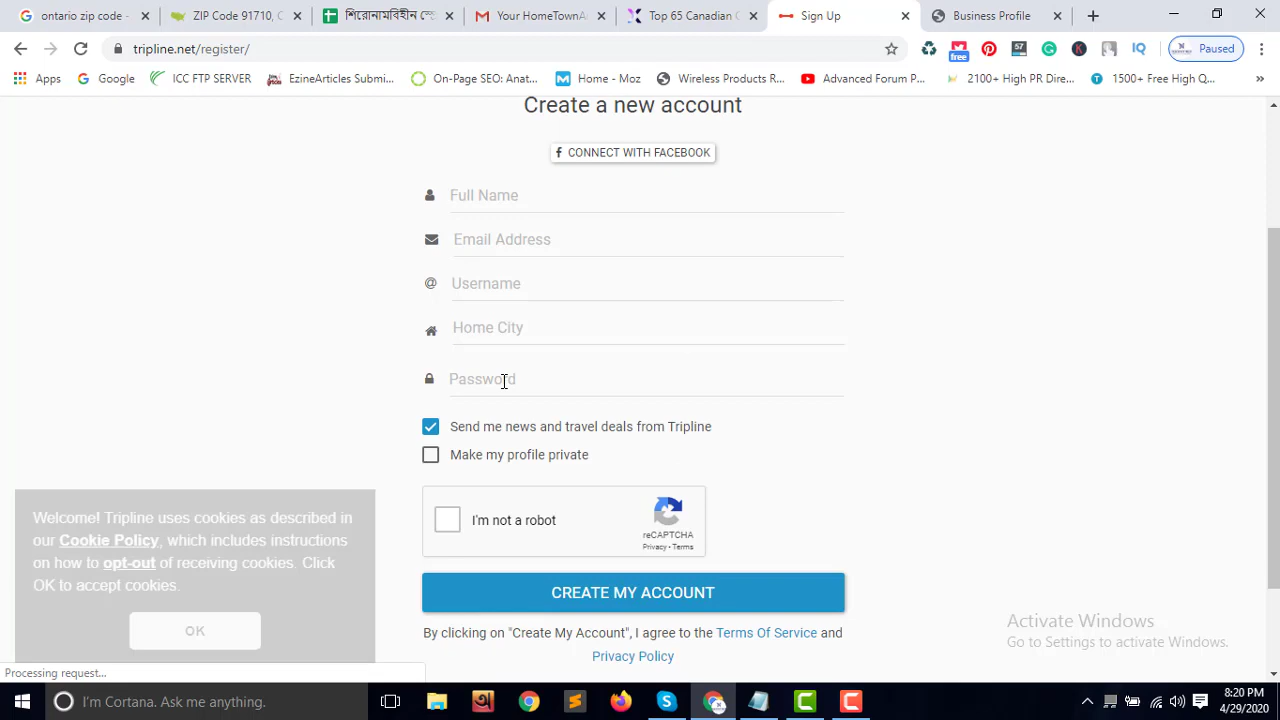 ontario zip code -
ZIP Code 91710, C
শিরোনামবিহীন স্প্রে
Your HomeTownA
Top 65 Canadian C
Sign Up
Business Profile
tripline.net/register/
57
free
IQ
Paused
Apps
Google
ICC FTP SERVER
EzineArticles Submi...
On-Page SEO: Anat...
Home - Moz
Wireless Products R...
Advanced Forum P...
2100+ High PR Dire...
1500+ Free High Q...
Create a new account
CONNECT WITH FACEBOOK
Full Name
Email Address
Username
Home City
Password
Send me news and travel deals from Tripline
Make my profile private
I'm not a robot
reCAPTCHA
Privacy • Terms
Welcome! Tripline uses cookies as described in
our Cookie Policy, which includes instructions
on how to opt-out of receiving cookies. Click
OK to accept cookies.
OK
CREATE MY ACCOUNT
By clicking on "Create My Account", I agree to the Terms Of Service and
Privacy Policy
Activate Windows
Go to Settings to activate Windows.
Processing request...
I'm Cortana. Ask me anything.
8:20 PM
4/29/2020